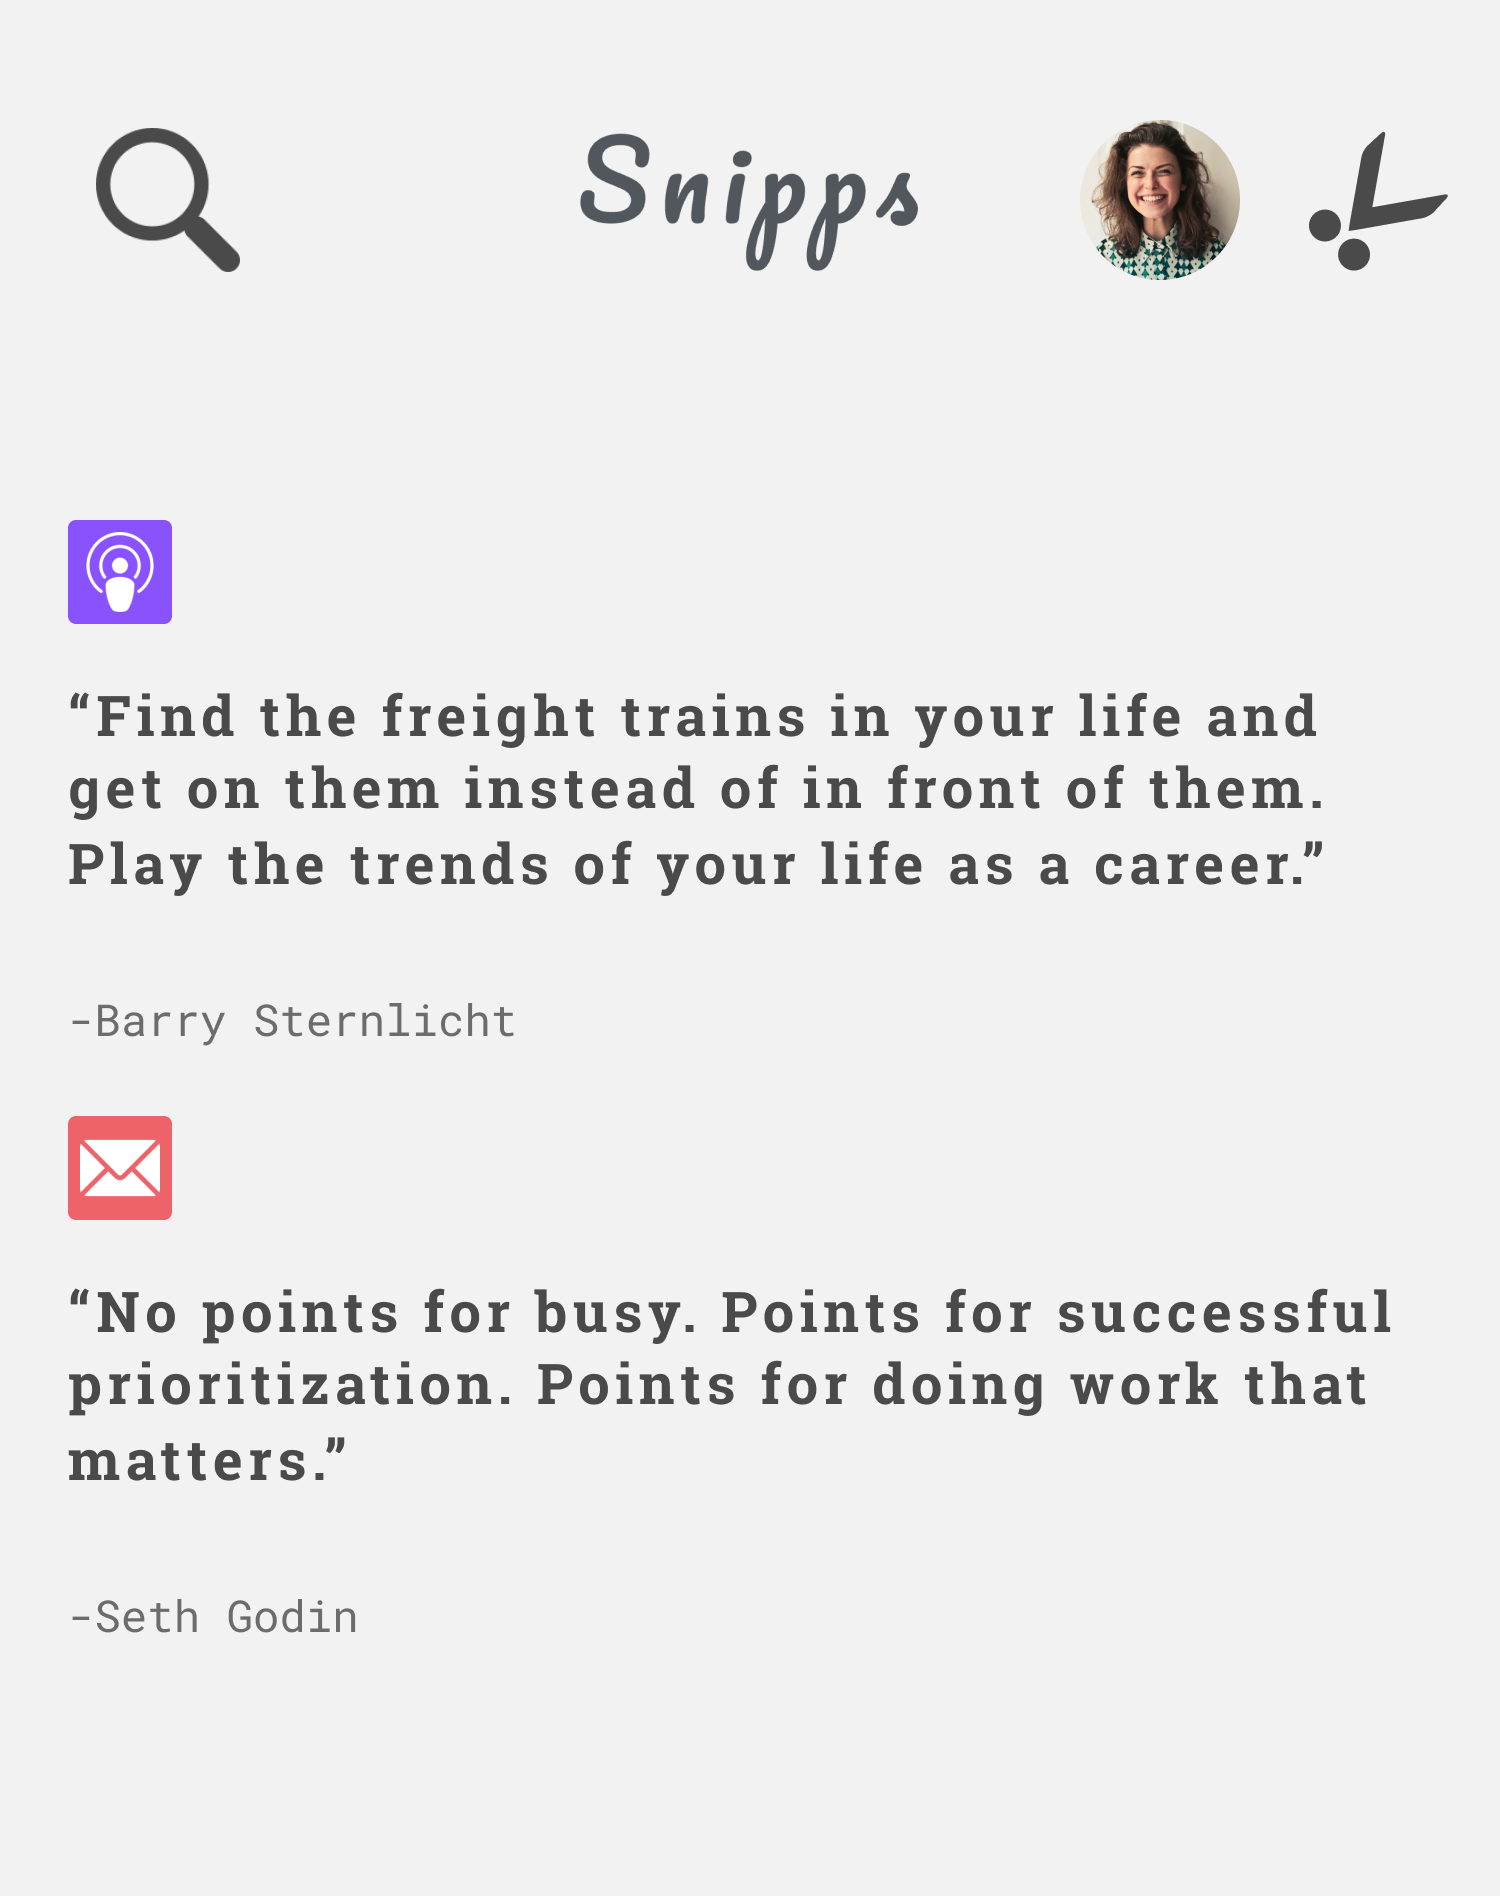 Snipps
“Find the freight trains in your life and
get on them instead of in front of them.
Play the trends of your life as a career.”
-Barry Sternlicht
“No points for busy. Points for successful
prioritization. Points for doing work that
matters.”
-Seth Godin